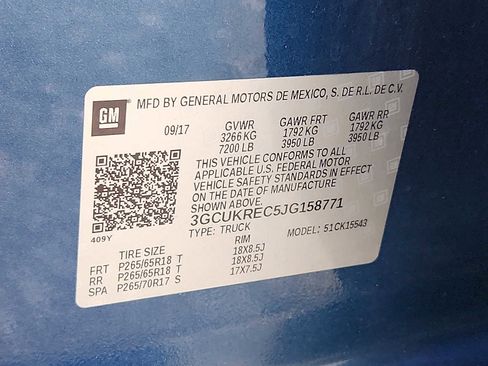 GM
MFD BY GENERAL MOTORS DE MEXICO, S. DE R.L. DE C.V.
09/17 GVWR GAWR FRT GAWR RR
3266 KG 1792 KG 1792 KG
7200 LB 3950 LB 3950 LB
THIS VEHICLE CONFORMS TO ALL
APPLICABLE U.S. FEDERAL MOTOR
VEHICLE SAFETY STANDARDS IN EFFECT
ON THE DATE OF MANUFACTURE
SHOWN ABOVE.
3GCUKREC5JG158771
409Y TYPE: TRUCK MODEL: 51CK15543
TIRE SIZE RIM
FRT P265/65R18 T 18X8.5J
RR P265/65R18 T 18X8.5J
SPA P265/70R17 S 17X7.5J